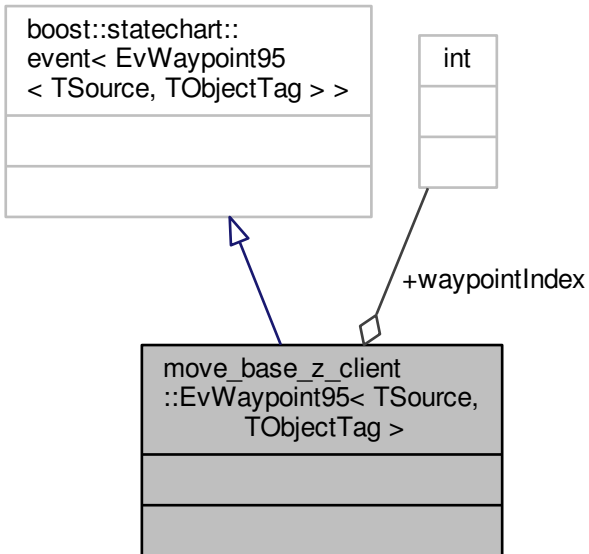 boost::statechart::
event< EvWaypoint95
< TSource, TObjectTag > >
int
+waypointIndex
move_base_z_client
::EvWaypoint95< TSource,
TObjectTag >